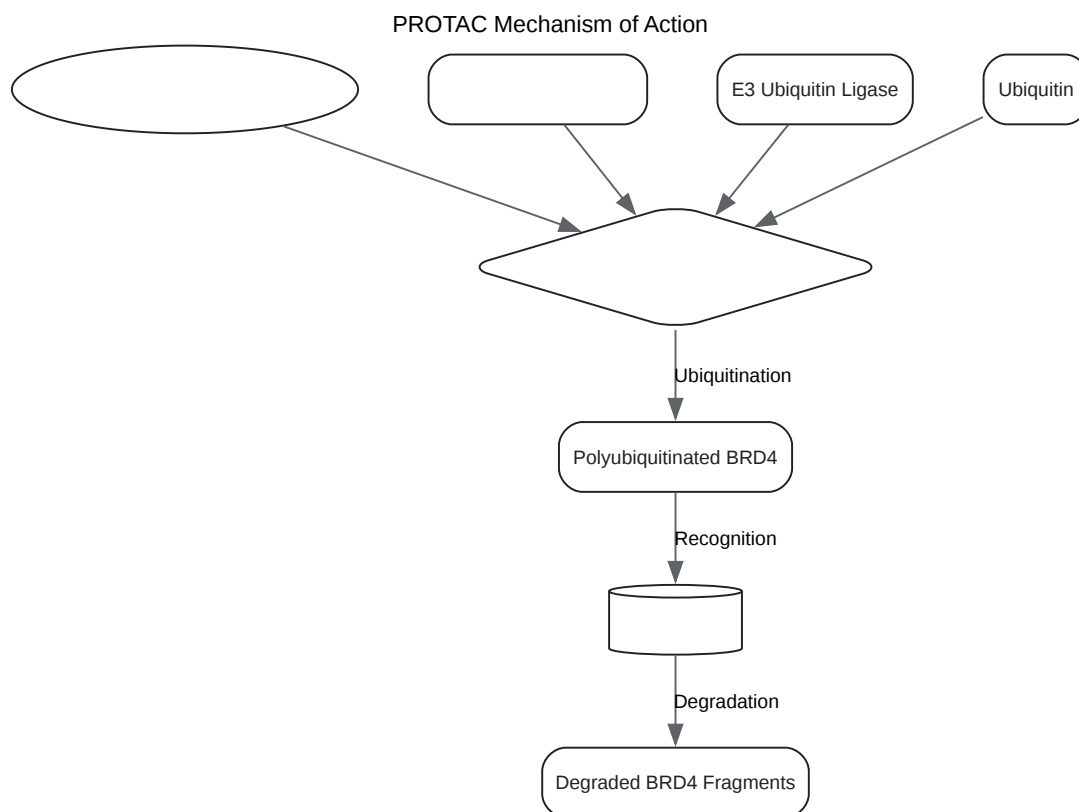 PROTAC Mechanism of Action
E3 Ubiquitin Ligase
Ubiquitin
Ubiquitination
Polyubiquitinated BRD4
Recognition
Degradation
Degraded BRD4 Fragments